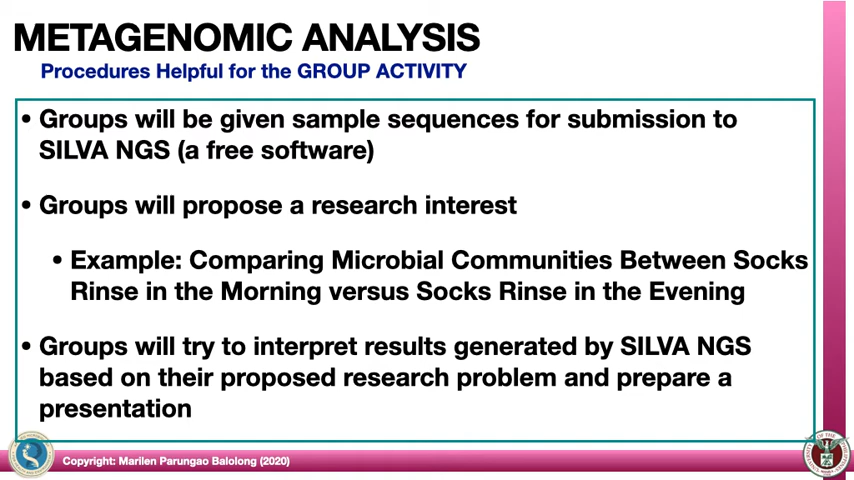 METAGENOMIC ANALYSIS
Procedures Helpful for the GROUP ACTIVITY
• Groups will be given sample sequences for submission to
SILVA NGS (a free software)
• Groups will propose a research interest
• Example: Comparing Microbial Communities Between Socks
Rinse in the Morning versus Socks Rinse in the Evening
• Groups will try to interpret results generated by SILVA NGS
based on their proposed research problem and prepare a
presentation
Copyright: Marilen Parungao Balolong (2020)